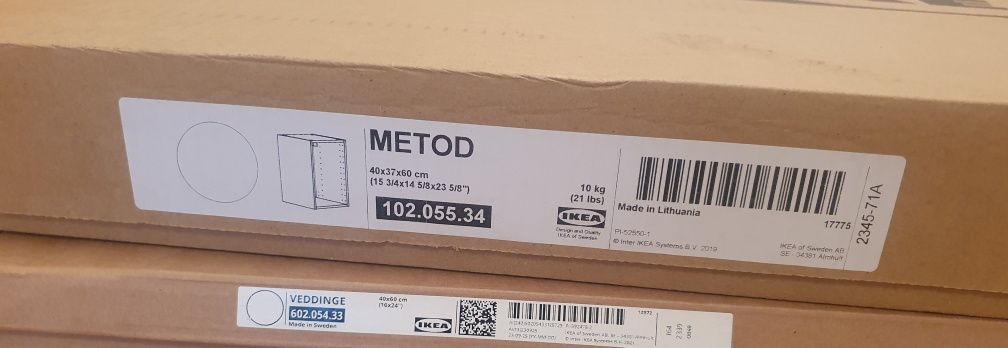 METOD
40x37x60 cm
(15 3/4x14 5/8x23 5/8")
102.055.34
10 kg
(21 lbs)
IKEA
Design and Quality
IKEA of Sweden
Made in Lithuania
17775
PI-52550-1
© Inter IKEA Systems B.V. 2019
IKEA of Sweden AB
SE - 34381 Älmhult
2345-71A
VEDDINGE
602.054.33
Made in Sweden
40x60 cm
(16x24")
IKEA
12972